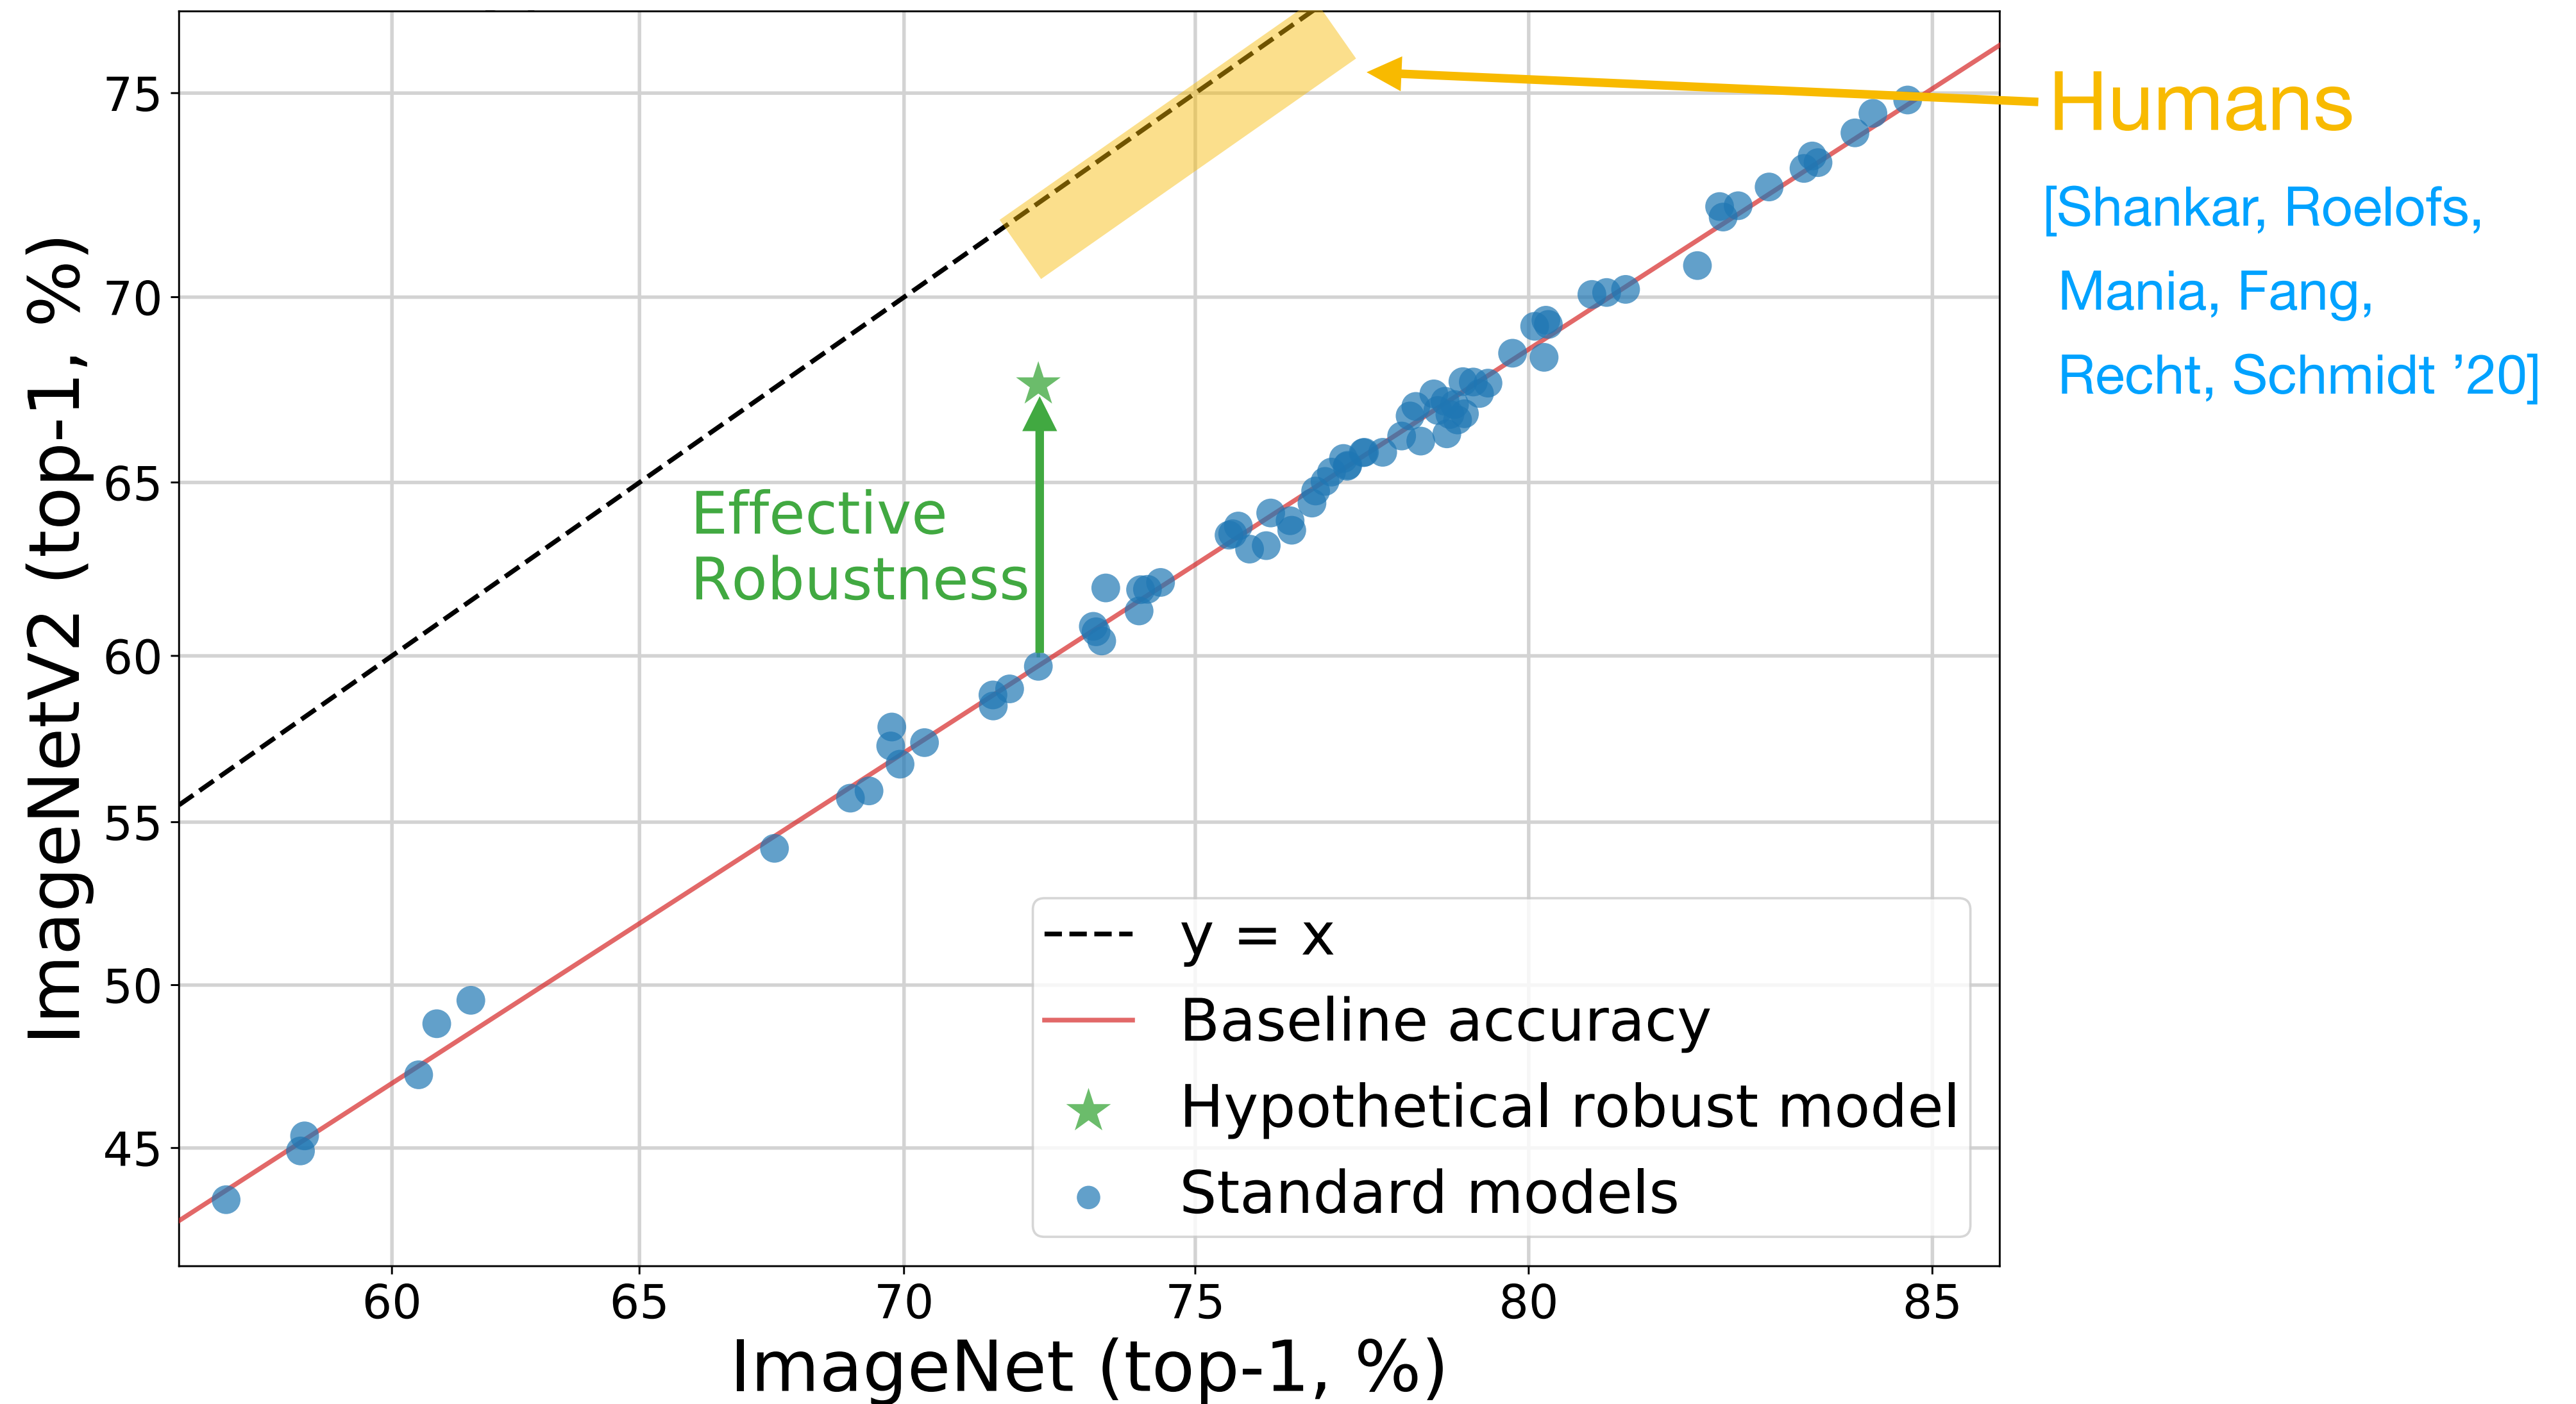 ImageNetV2 (top-1, %)
75
70
65
60
55
50
45
60
65
70
75
80
85
ImageNet (top-1, %)
Effective
Robustness
y = x
Baseline accuracy
Hypothetical robust model
Standard models
Humans
[Shankar, Roelofs,
Mania, Fang,
Recht, Schmidt ’20]